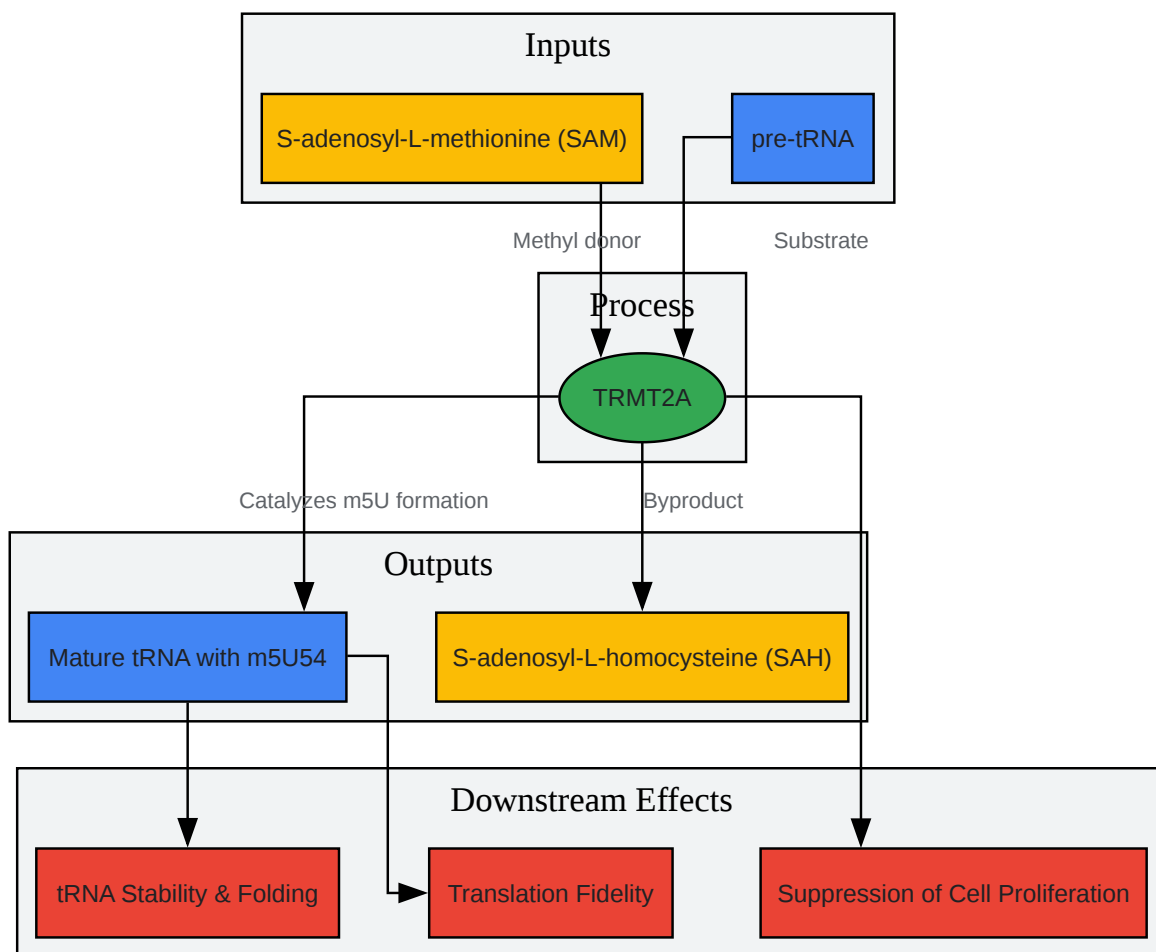 Inputs
S-adenosyl-L-methionine (SAM)
pre-tRNA
Methyl donor
Substrate
Process
TRMT2A
Catalyzes m5U formation
Byproduct
Outputs
Mature tRNA with m5U54
S-adenosyl-L-homocysteine (SAH)
Downstream Effects
tRNA Stability & Folding
Translation Fidelity
Suppression of Cell Proliferation